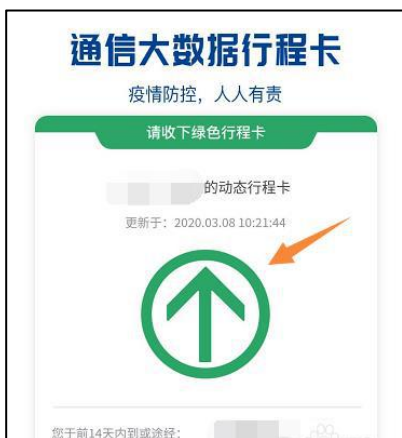 通信大数据行程卡
疫情防控，人人有责
请收下绿色行程卡
的动态行程卡
更新于：2020.03.08 10:21:44
您于前14天内到或途经：